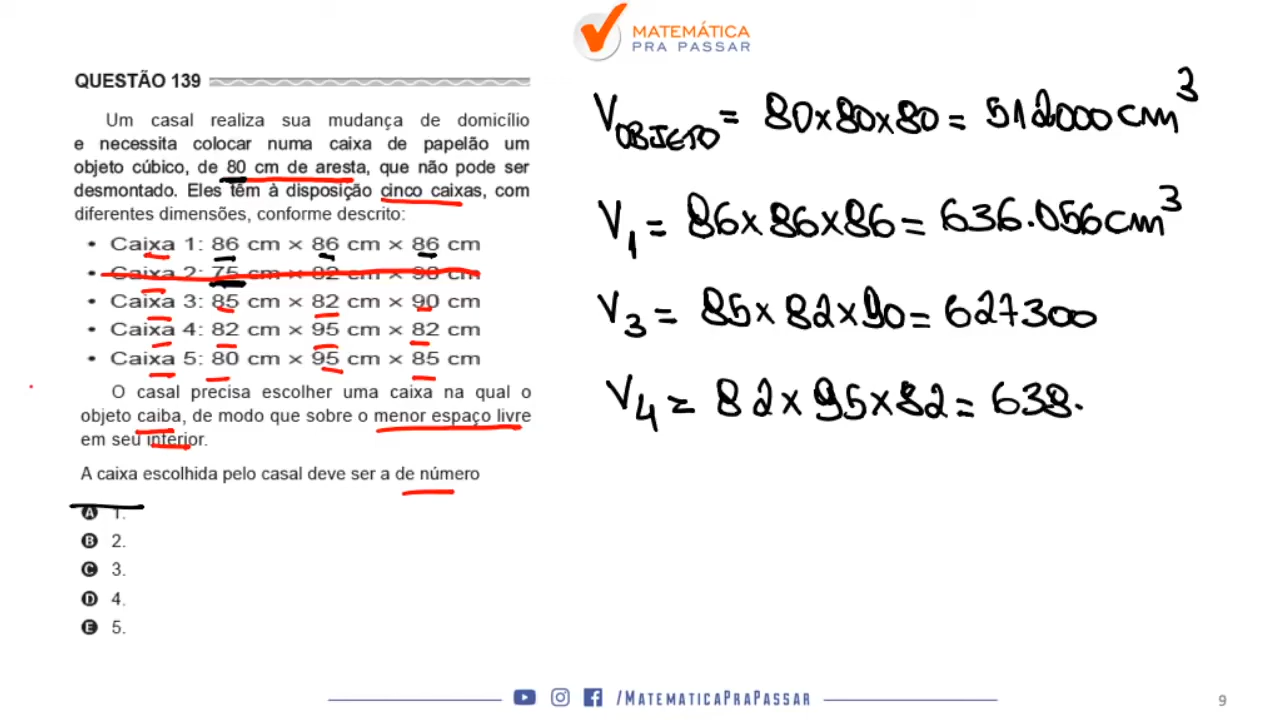 MATEMÁTICA
PRA PASSAR
QUESTÃO 139
Um casal realiza sua mudança de domicílio
e necessita colocar numa caixa de papelão um
objeto cúbico, de 80 cm de aresta, que não pode ser
desmontado. Eles têm à disposição cinco caixas, com
diferentes dimensões, conforme descrito:
• Caixa 1: 86 cm × 86 cm × 86 cm
• Caixa 2: 75 cm × 82 cm × 90 cm
• Caixa 3: 85 cm × 82 cm × 90 cm
• Caixa 4: 82 cm × 95 cm × 82 cm
• Caixa 5: 80 cm × 95 cm × 85 cm
O casal precisa escolher uma caixa na qual o
objeto caiba, de modo que sobre o menor espaço livre
em seu interior.
A caixa escolhida pelo casal deve ser a de número
A 1.
B 2.
C 3.
D 4.
E 5.
V OBJETO = 80x80x80 = 512000 cm³
V1 = 86x86x86 = 636.056 cm³
V3 = 85x82x90 = 627300
V4 = 82x95x82 = 638.
/MATEMATICAPRAPASSAR
9